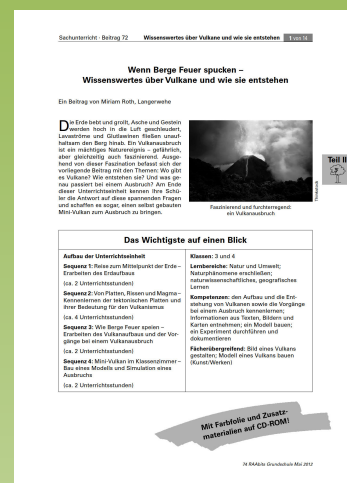 Sachunterricht · Beitrag 72 Wissenswertes über Vulkane und wie sie entstehen 1 von 14
Wenn Berge Feuer spucken –
Wissenswertes über Vulkane und wie sie entstehen
Ein Beitrag von Miriam Roth, Langerwehe
Die Erde bebt und grollt, Asche und Gestein
werden hoch in die Luft geschleudert,
Lavaströme und Glutlawinen fließen unauf-
haltsam den Berg hinab. Ein Vulkanausbruch
ist ein mächtiges Naturereignis – gefährlich,
aber gleichzeitig auch faszinierend. Ausge-
hend von dieser Faszination befasst sich der
vorliegende Beitrag mit den Themen: Wo gibt
es Vulkane? Wie entstehen sie? Und was ge-
nau passiert bei einem Ausbruch? Am Ende
dieser Unterrichtseinheit kennen Ihre Schü-
ler die Antwort auf diese spannenden Fragen
und schaffen es sogar, einen selbst gebauten
Mini-Vulkan zum Ausbruch zu bringen.
Thinkstock
Faszinierend und furchterregend:
ein Vulkanausbruch
Teil II
Das Wichtigste auf einen Blick
Aufbau der Unterrichtseinheit
Sequenz 1: Reise zum Mittelpunkt der Erde –
Erarbeiten des Erdaufbaus
(ca. 2 Unterrichtsstunden)
Sequenz 2: Von Platten, Rissen und Magma –
Kennenlernen der tektonischen Platten und
ihrer Bedeutung für den Vulkanismus
(ca. 4 Unterrichtsstunden)
Sequenz 3: Wie Berge Feuer speien –
Erarbeiten des Vulkanaufbaus und der Vor-
gänge bei einem Vulkanausbruch
(ca. 2 Unterrichtsstunden)
Sequenz 4: Mini-Vulkan im Klassenzimmer –
Bau eines Modells und Simulation eines
Ausbruchs
(ca. 2 Unterrichtsstunden)
Klassen: 3 und 4
Lernbereiche: Natur und Umwelt;
Naturphänomene erschließen;
naturwissenschaftliches, geografisches
Lernen
Kompetenzen: den Aufbau und die Ent-
stehung von Vulkanen sowie die Vorgänge
bei einem Ausbruch kennenlernen;
Informationen aus Texten, Bildern und
Karten entnehmen; ein Modell bauen;
ein Experiment durchführen und
dokumentieren
Fächerübergreifend: Bild eines Vulkans
gestalten; Modell eines Vulkans bauen
(Kunst/Werken)
Mit Farbfolie und Zusatz-
materialien auf CD-ROM!
74 RAAbits Grundschule Mai 2012